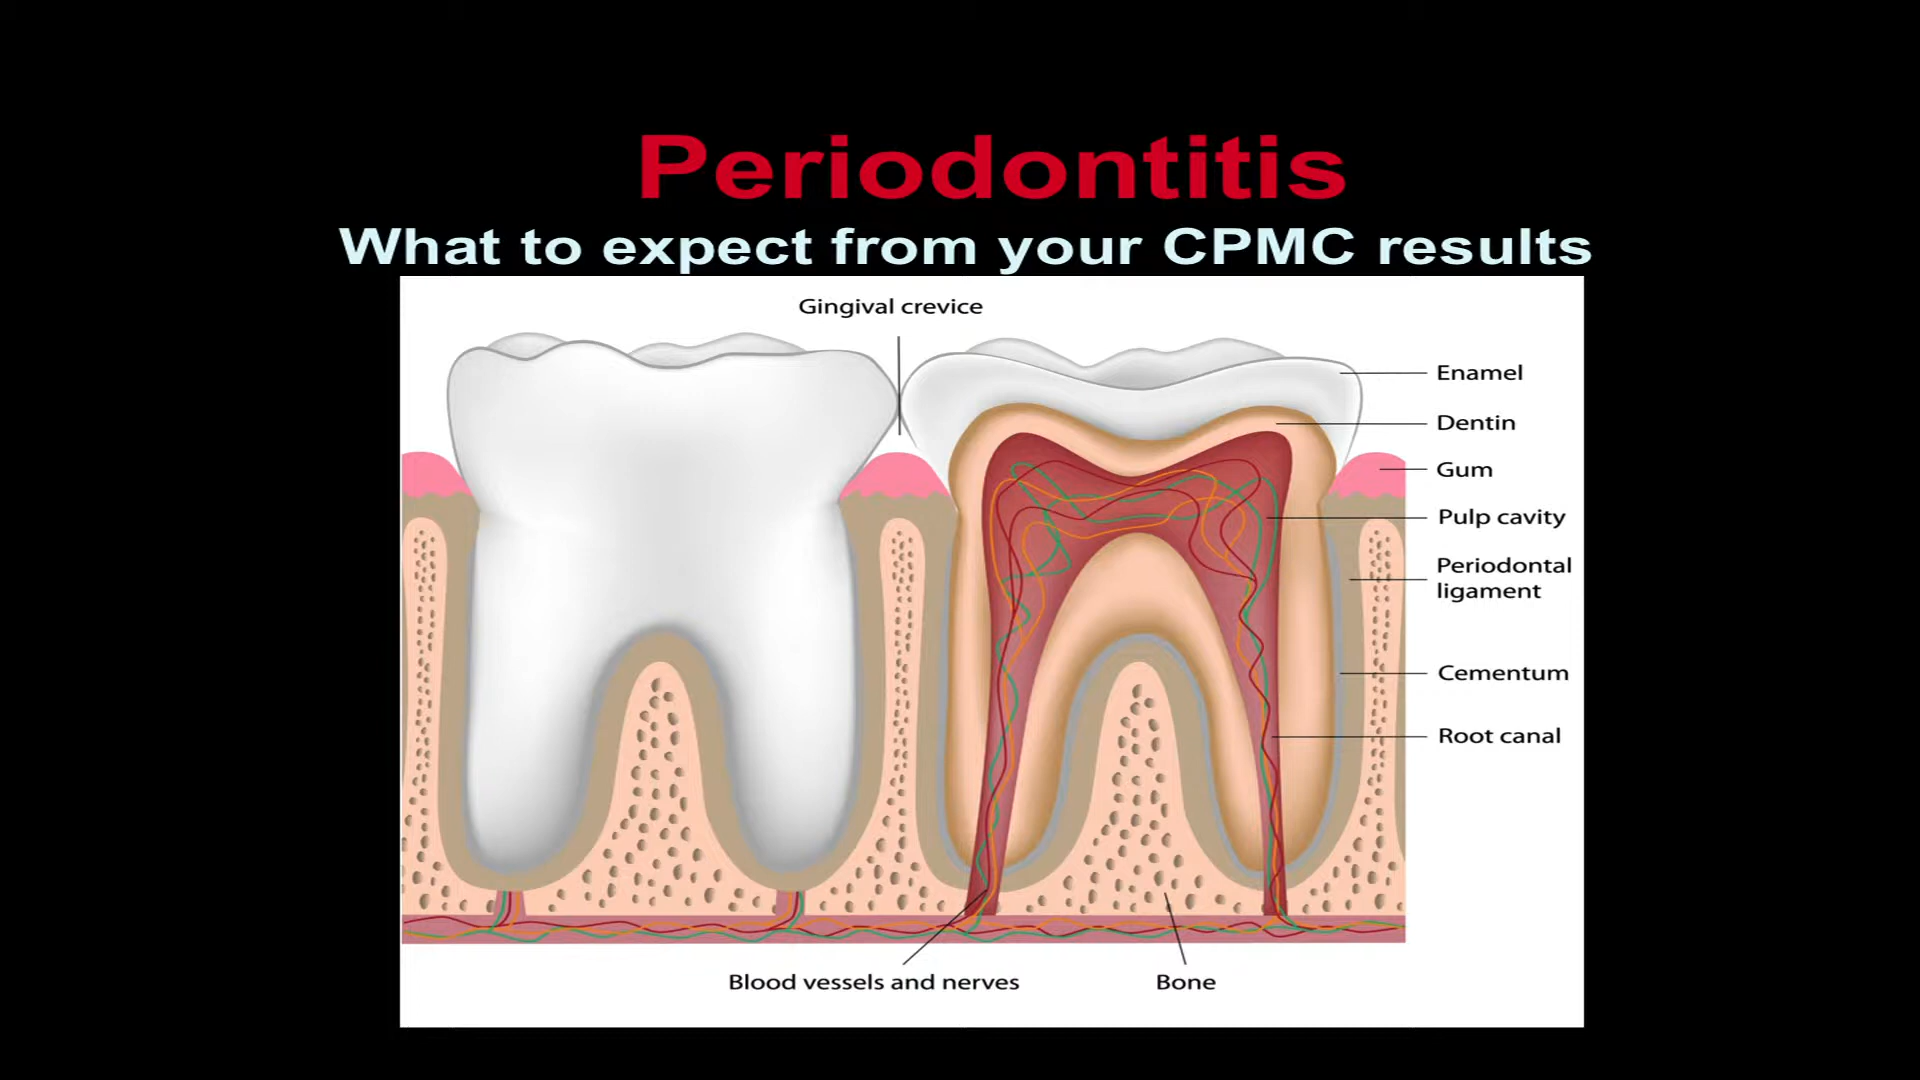 Periodontitis
What to expect from your CPMC results
Gingival crevice
Enamel
Dentin
Gum
Pulp cavity
Periodontal
ligament
Cementum
Root canal
Blood vessels and nerves
Bone